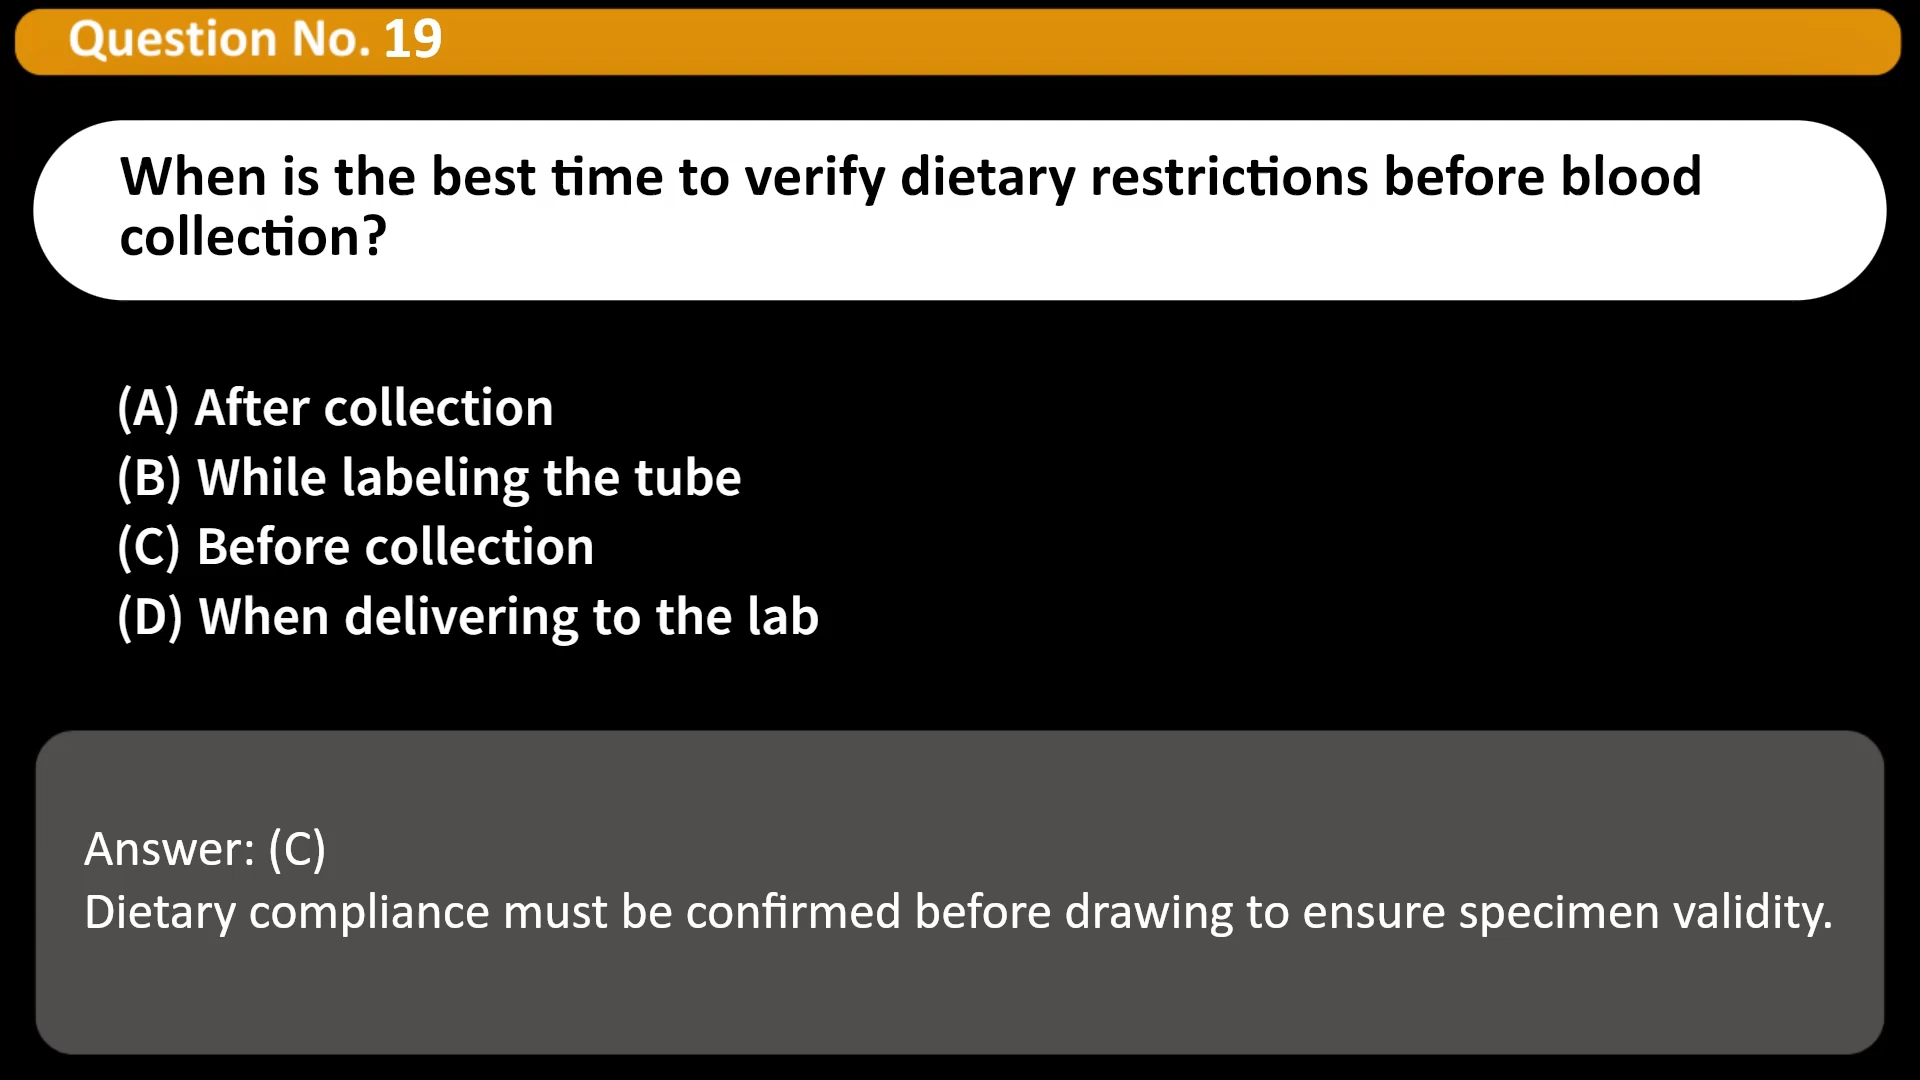 Question No. 19
When is the best time to verify dietary restrictions before blood
collection?
(A) After collection
(B) While labeling the tube
(C) Before collection
(D) When delivering to the lab
Answer: (C)
Dietary compliance must be confirmed before drawing to ensure specimen validity.